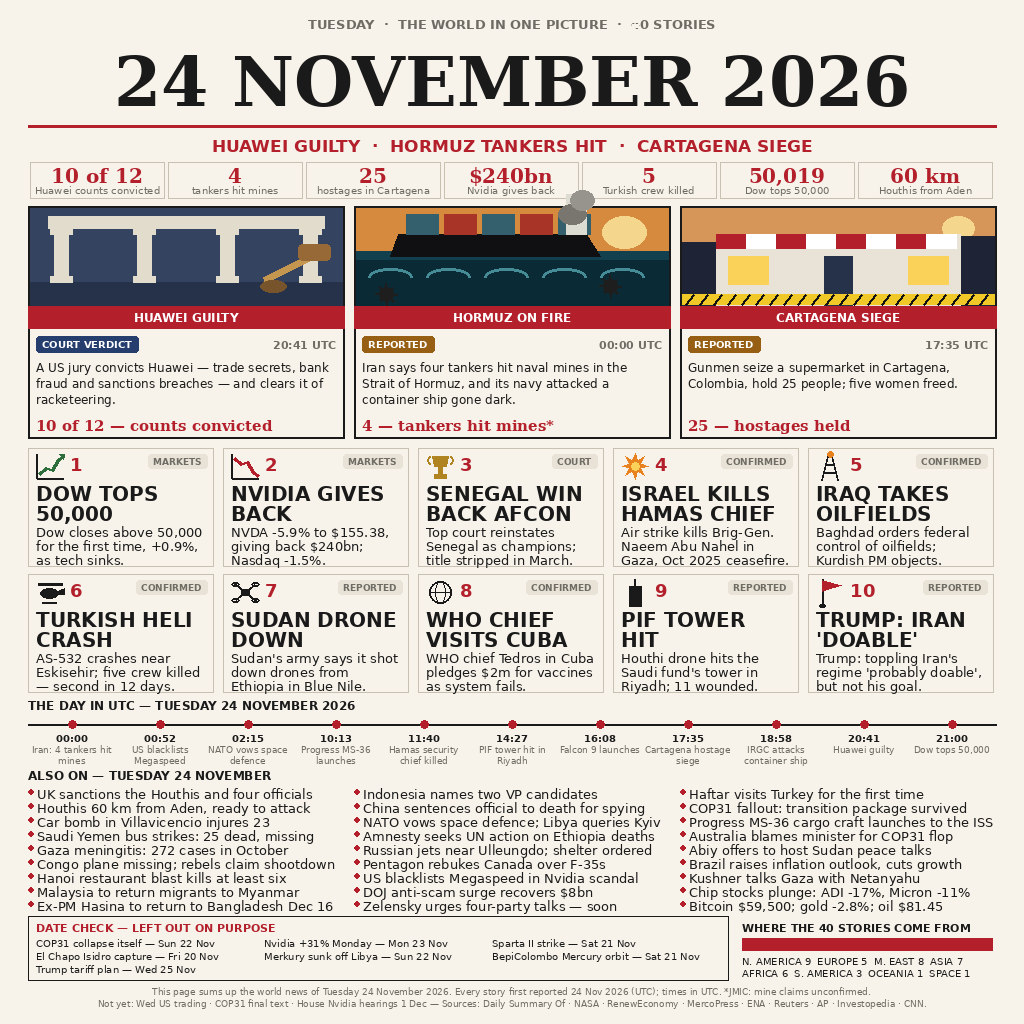 TUESDAY · THE WORLD IN ONE PICTURE · 0 STORIES
24 NOVEMBER 2026
HUAWEI GUILTY · HORMUZ TANKERS HIT · CARTAGENA SIEGE
10 of 12
Huawei counts convicted
4
tankers hit mines
25
hostages in Cartagena
$240bn
Nvidia gives back
5
Turkish crew killed
50,019
Dow tops 50,000
60 km
Houthis from Aden
HUAWEI GUILTY
COURT VERDICT 20:41 UTC
A US jury convicts Huawei — trade secrets, bank
fraud and sanctions breaches — and clears it of
racketeering.
10 of 12 — counts convicted
HORMUZ ON FIRE
REPORTED 00:00 UTC
Iran says four tankers hit naval mines in the
Strait of Hormuz, and its navy attacked a
container ship gone dark.
4 — tankers hit mines*
CARTAGENA SIEGE
REPORTED 17:35 UTC
Gunmen seize a supermarket in Cartagena,
Colombia, hold 25 people; five women freed.
25 — hostages held
1 MARKETS
DOW TOPS
50,000
Dow closes above 50,000
for the first time, +0.9%,
as tech sinks.
2 MARKETS
NVIDIA GIVES
BACK
NVDA -5.9% to $155.38,
giving back $240bn;
Nasdaq -1.5%.
3 COURT
SENEGAL WIN
BACK AFCON
Top court reinstates
Senegal as champions;
title stripped in March.
4 CONFIRMED
ISRAEL KILLS
HAMAS CHIEF
Air strike kills Brig-Gen.
Naeem Abu Nahel in
Gaza, Oct 2025 ceasefire.
5 CONFIRMED
IRAQ TAKES
OILFIELDS
Baghdad orders federal
control of oilfields;
Kurdish PM objects.
6 CONFIRMED
TURKISH HELI
CRASH
AS-532 crashes near
Eskisehir; five crew killed
— second in 12 days.
7 REPORTED
SUDAN DRONE
DOWN
Sudan's army says it shot
down drones from
Ethiopia in Blue Nile.
8 CONFIRMED
WHO CHIEF
VISITS CUBA
WHO chief Tedros in Cuba
pledges $2m for vaccines
as system fails.
9 REPORTED
PIF TOWER
HIT
Houthi drone hits the
Saudi fund's tower in
Riyadh; 11 wounded.
10 REPORTED
TRUMP: IRAN
'DOABLE'
Trump: toppling Iran's
regime 'probably doable',
but not his goal.
THE DAY IN UTC — TUESDAY 24 NOVEMBER 2026
00:00
Iran: 4 tankers hit
mines
00:52
US blacklists
Megaspeed
02:15
NATO vows space
defence
10:13
Progress MS-36
launches
11:40
Hamas security
chief killed
14:27
PIF tower hit in
Riyadh
16:08
Falcon 9 launches
17:35
Cartagena hostage
siege
18:58
IRGC attacks
container ship
20:41
Huawei guilty
21:00
Dow tops 50,000
ALSO ON — TUESDAY 24 NOVEMBER
UK sanctions the Houthis and four officials
Houthis 60 km from Aden, ready to attack
Car bomb in Villavicencio injures 23
Saudi Yemen bus strikes: 25 dead, missing
Gaza meningitis: 272 cases in October
Congo plane missing; rebels claim shootdown
Hanoi restaurant blast kills at least six
Malaysia to return migrants to Myanmar
Ex-PM Hasina to return to Bangladesh Dec 16
Indonesia names two VP candidates
China sentences official to death for spying
NATO vows space defence; Libya queries Kyiv
Amnesty seeks UN action on Ethiopia deaths
Russian jets near Ulleungdo; shelter ordered
Pentagon rebukes Canada over F-35s
US blacklists Megaspeed in Nvidia scandal
DOJ anti-scam surge recovers $8bn
Zelensky urges four-party talks — soon
Haftar visits Turkey for the first time
COP31 fallout: transition package survived
Progress MS-36 cargo craft launches to the ISS
Australia blames minister for COP31 flop
Abiy offers to host Sudan peace talks
Brazil raises inflation outlook, cuts growth
Kushner talks Gaza with Netanyahu
Chip stocks plunge: ADI -17%, Micron -11%
Bitcoin $59,500; gold -2.8%; oil $81.45
DATE CHECK — LEFT OUT ON PURPOSE
COP31 collapse itself — Sun 22 Nov
El Chapo Isidro capture — Fri 20 Nov
Trump tariff plan — Wed 25 Nov
Nvidia +31% Monday — Mon 23 Nov
Merkury sunk off Libya — Sun 22 Nov
Sparta II strike — Sat 21 Nov
BepiColombo Mercury orbit — Sat 21 Nov
WHERE THE 40 STORIES COME FROM
N. AMERICA 9 EUROPE 5 M. EAST 8 ASIA 7
AFRICA 6 S. AMERICA 3 OCEANIA 1 SPACE 1
This page sums up the world news of Tuesday 24 November 2026. Every story first reported 24 Nov 2026 (UTC); times in UTC. *JMIC: mine claims unconfirmed.
Not yet: Wed US trading · COP31 final text · House Nvidia hearings 1 Dec — Sources: Daily Summary Of · NASA · RenewEconomy · MercoPress · ENA · Reuters · AP · Investopedia · CNN.